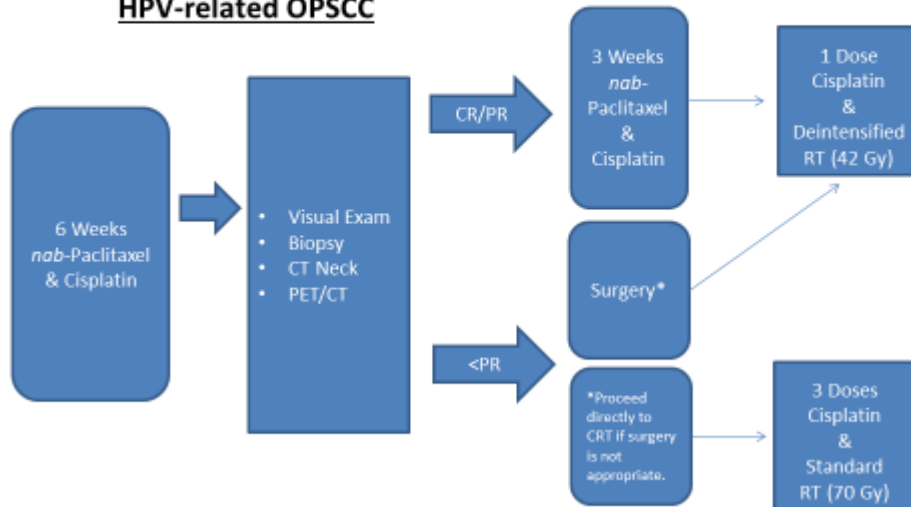 HPV-related OPSCC
6 Weeks
nab-Paclitaxel
& Cisplatin
• Visual Exam
• Biopsy
• CT Neck
• PET/CT
CR/PR
<PR
3 Weeks
nab-
Paclitaxel
&
Cisplatin
Surgery*
*Proceed
directly to
CRT if surgery
is not
appropriate.
1 Dose
Cisplatin
&
Deintensified
RT (42 Gy)
3 Doses
Cisplatin
&
Standard
RT (70 Gy)